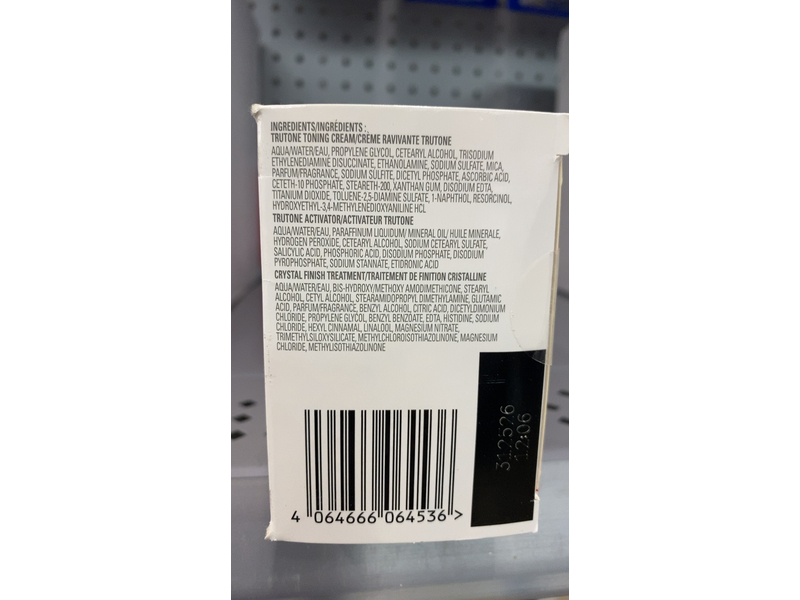 INGREDIENTS/INGRÉDIENTS :
TRUTONE TONING CREAM/CRÈME RAVIVANTE TRUTONE
AQUA/WATER/EAU, PROPYLENE GLYCOL, CETEARYL ALCOHOL, TRISODIUM
ETHYLENEDIAMINE DISUCCINATE, ETHANOLAMINE, SODIUM SULFATE, MICA,
PARFUM/FRAGRANCE, SODIUM SULFITE, DICETYL PHOSPHATE, ASCORBIC ACID,
CETETH-10 PHOSPHATE, STEARETH-200, XANTHAN GUM, DISODIUM EDTA,
TITANIUM DIOXIDE, TOLUENE-2,5-DIAMINE SULFATE, 1-NAPHTHOL, RESORCINOL,
HYDROXYETHYL-3,4-METHYLENEDIOXYANILINE HCL
TRUTONE ACTIVATOR/ACTIVATEUR TRUTONE
AQUA/WATER/EAU, PARAFFINUM LIQUIDUM/ MINERAL OIL/ HUILE MINERALE,
HYDROGEN PEROXIDE, CETEARYL ALCOHOL, SODIUM CETEARYL SULFATE,
SALICYLIC ACID, PHOSPHORIC ACID, DISODIUM PHOSPHATE, DISODIUM
PYROPHOSPHATE, SODIUM STANNATE, ETIDRONIC ACID
CRYSTAL FINISH TREATMENT/TRAITEMENT DE FINITION CRISTALLINE
AQUA/WATER/EAU, BIS-HYDROXY/METHOXY AMODIMETHICONE, STEARYL
ALCOHOL, CETYL ALCOHOL, STEARAMIDOPROPYL DIMETHYLAMINE, GLUTAMIC
ACID, PARFUM/FRAGRANCE, BENZYL ALCOHOL, CITRIC ACID, DICETYLDIMONIUM
CHLORIDE, PROPYLENE GLYCOL, BENZYL BENZOATE, EDTA, HISTIDINE, SODIUM
CHLORIDE, HEXYL CINNAMAL, LINALOOL, MAGNESIUM NITRATE,
TRIMETHYLSILOXYSILICATE, METHYLCHLOROISOTHIAZOLINONE, MAGNESIUM
CHLORIDE, METHYLISOTHIAZOLINONE
312526
12:06
4 064666 064536 >